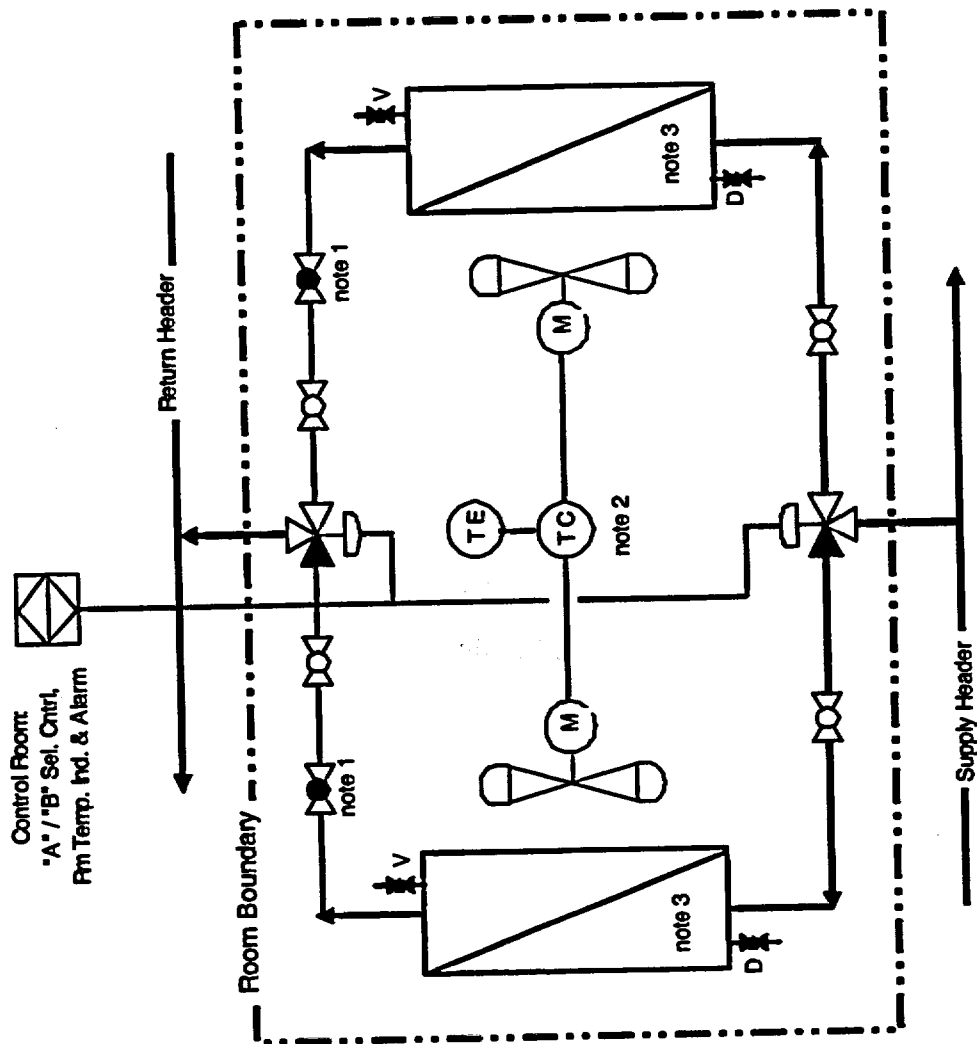 Control Room:
"A" / "B" Sel. Cntrl,
Rm Temp. Ind. & Alarm
Return Header
Room Boundary
V
V
note 1
note 1
TE
M
TC
M
note 2
note 3
note 3
D
D
Supply Header